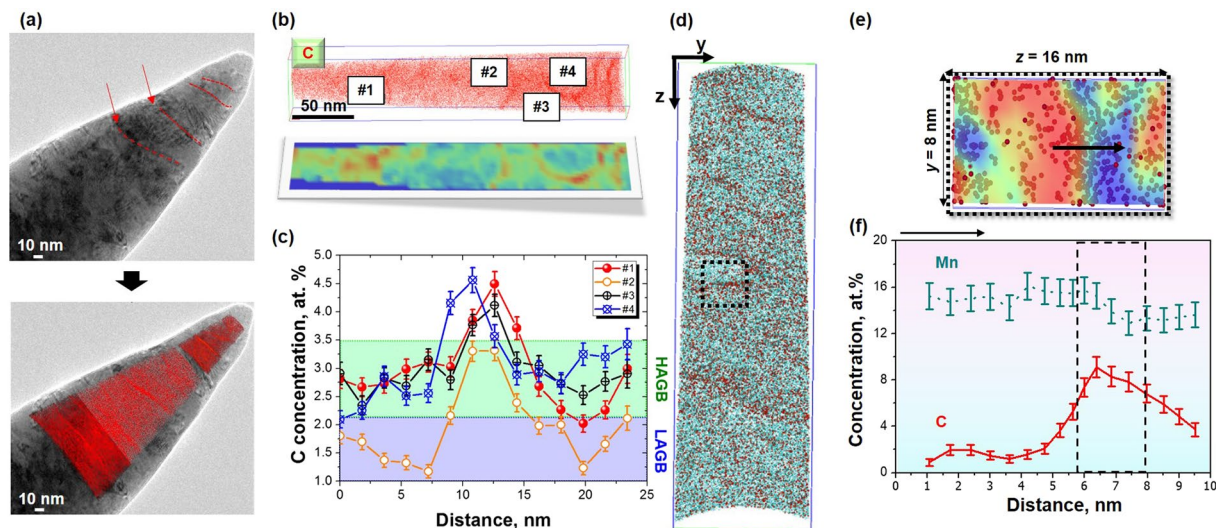 (a)
10 nm
10 nm
(b)
C
#1
#2
#3
#4
50 nm
(c)
C concentration, at. %
5.0
4.5
4.0
3.5
3.0
2.5
2.0
1.5
1.0
#1
#2
#3
#4
HAGB
LAGB
0
5
10
15
20
25
Distance, nm
(d)
y
z
(e)
z = 16 nm
y = 8 nm
(f)
Concentration, at.%
20
16
12
8
4
0
Mn
C
0
1
2
3
4
5
6
7
8
9
10
Distance, nm